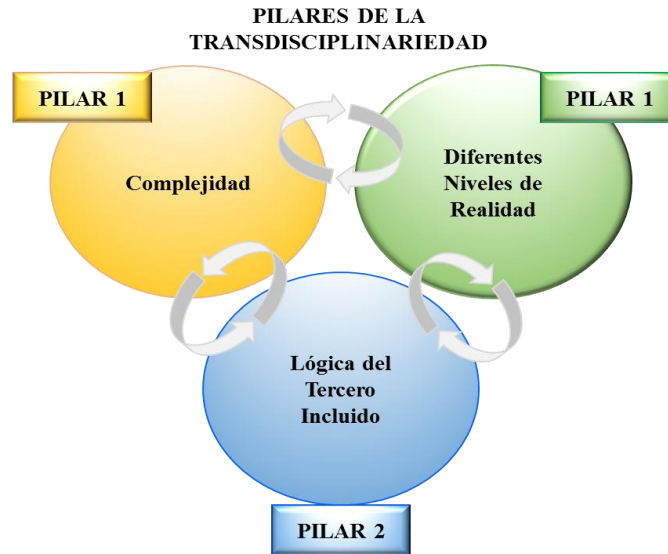 PILARES DE LA
TRANSDISCIPLINARIEDAD
PILAR 1
PILAR 1
Complejidad
Diferentes
Niveles de
Realidad
Lógica del
Tercero
Incluido
PILAR 2